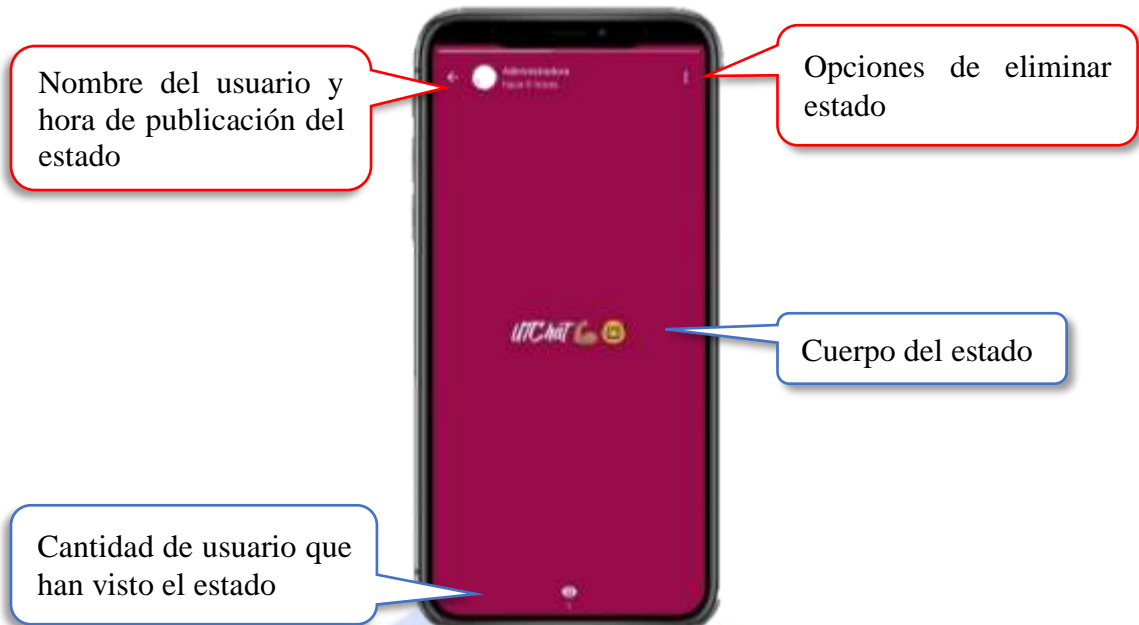 Nombre del usuario y
hora de publicación del
estado
Opciones de eliminar
estado
UTChat
Cuerpo del estado
Cantidad de usuario que
han visto el estado